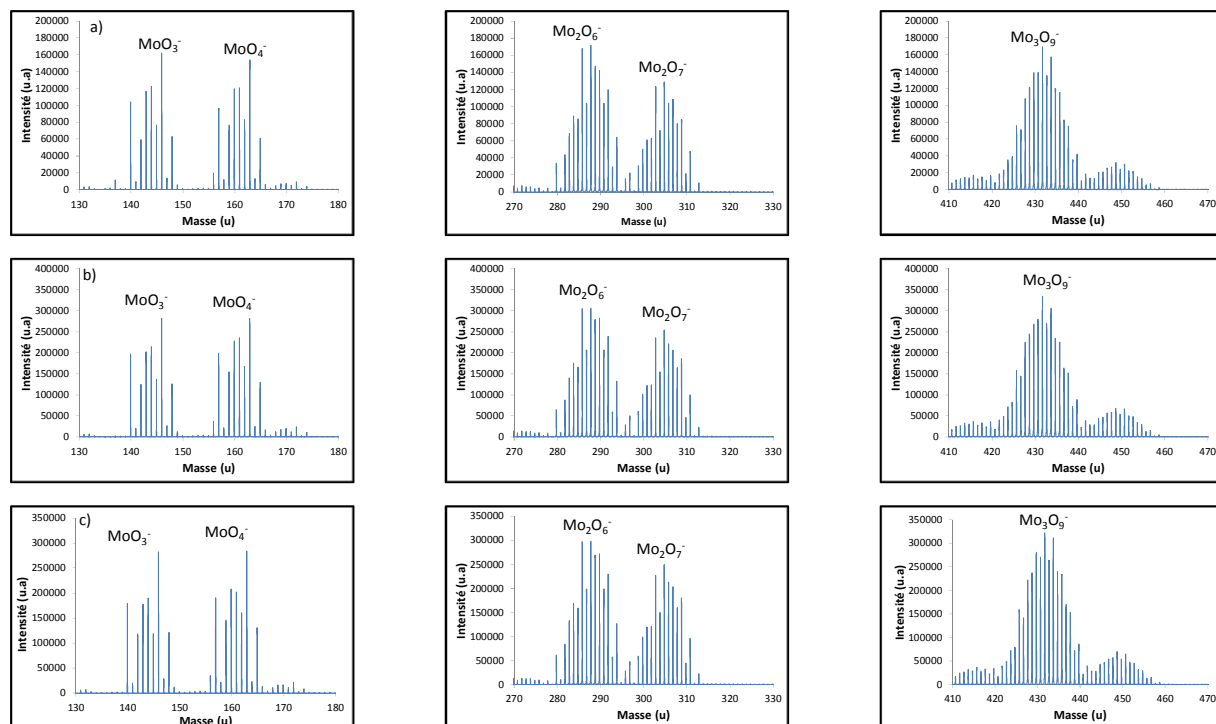 a)
MoO₃⁻ MoO₄⁻
Intensité (u.a)
200000
180000
160000
140000
120000
100000
80000
60000
40000
20000
0
130 140 150 160 170 180
Masse (u)
Mo₂O₆⁻
Mo₂O₇⁻
Intensité (u.a)
200000
180000
160000
140000
120000
100000
80000
60000
40000
20000
0
270 280 290 300 310 320 330
Masse (u)
Mo₃O₉⁻
Intensité (u.a)
200000
180000
160000
140000
120000
100000
80000
60000
40000
20000
0
410 420 430 440 450 460 470
Masse (u)
b)
MoO₃⁻ MoO₄⁻
Intensité (u.a)
400000
350000
300000
250000
200000
150000
100000
50000
0
130 140 150 160 170 180
Masse (u)
Mo₂O₆⁻
Mo₂O₇⁻
Intensité (u.a)
400000
350000
300000
250000
200000
150000
100000
50000
0
270 280 290 300 310 320 330
Masse (u)
Mo₃O₉⁻
Intensité (u.a)
400000
350000
300000
250000
200000
150000
100000
50000
0
410 420 430 440 450 460 470
Masse (u)
c)
MoO₃⁻ MoO₄⁻
Intensité (u.a)
350000
300000
250000
200000
150000
100000
50000
0
130 140 150 160 170 180
Masse (u)
Mo₂O₆⁻
Mo₂O₇⁻
Intensité (u.a)
350000
300000
250000
200000
150000
100000
50000
0
270 280 290 300 310 320 330
Masse (u)
Mo₃O₉⁻
Intensité (u.a)
350000
300000
250000
200000
150000
100000
50000
0
410 420 430 440 450 460 470
Masse (u)